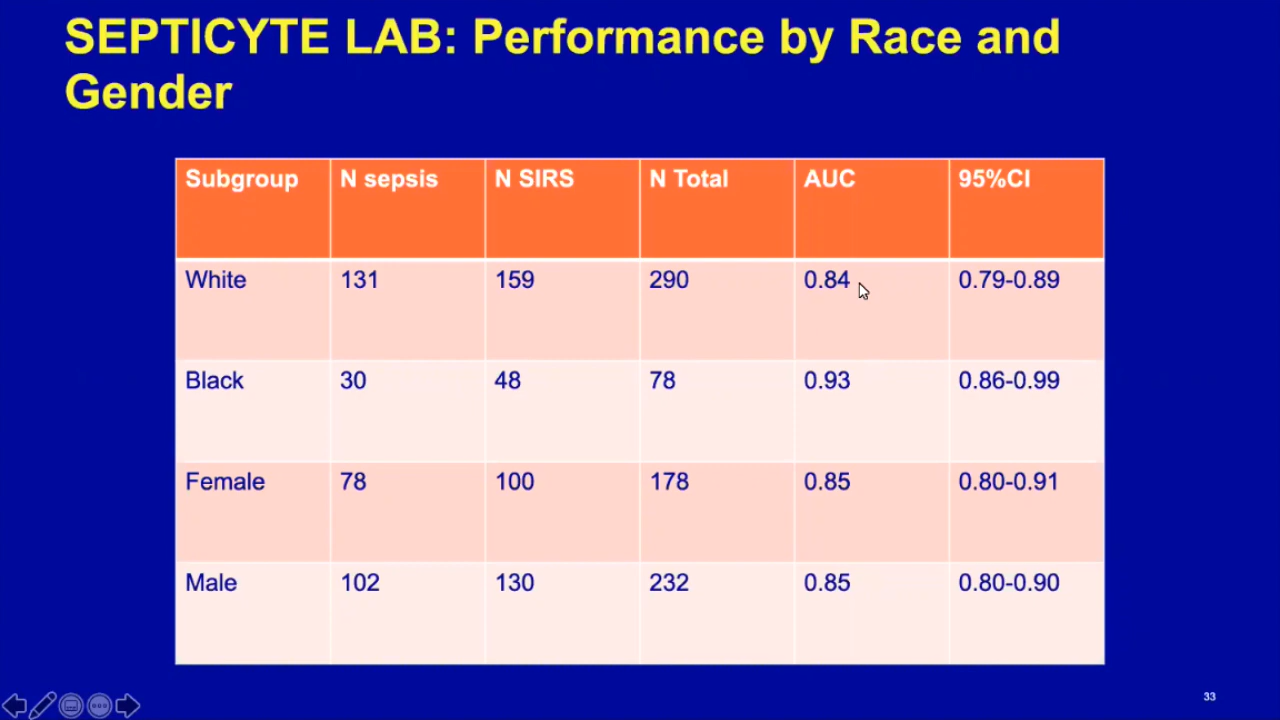 SEPTICYTE LAB: Performance by Race and
Gender
Subgroup N sepsis N SIRS N Total AUC 95%CI
White 131 159 290 0.84 0.79-0.89
Black 30 48 78 0.93 0.86-0.99
Female 78 100 178 0.85 0.80-0.91
Male 102 130 232 0.85 0.80-0.90
33